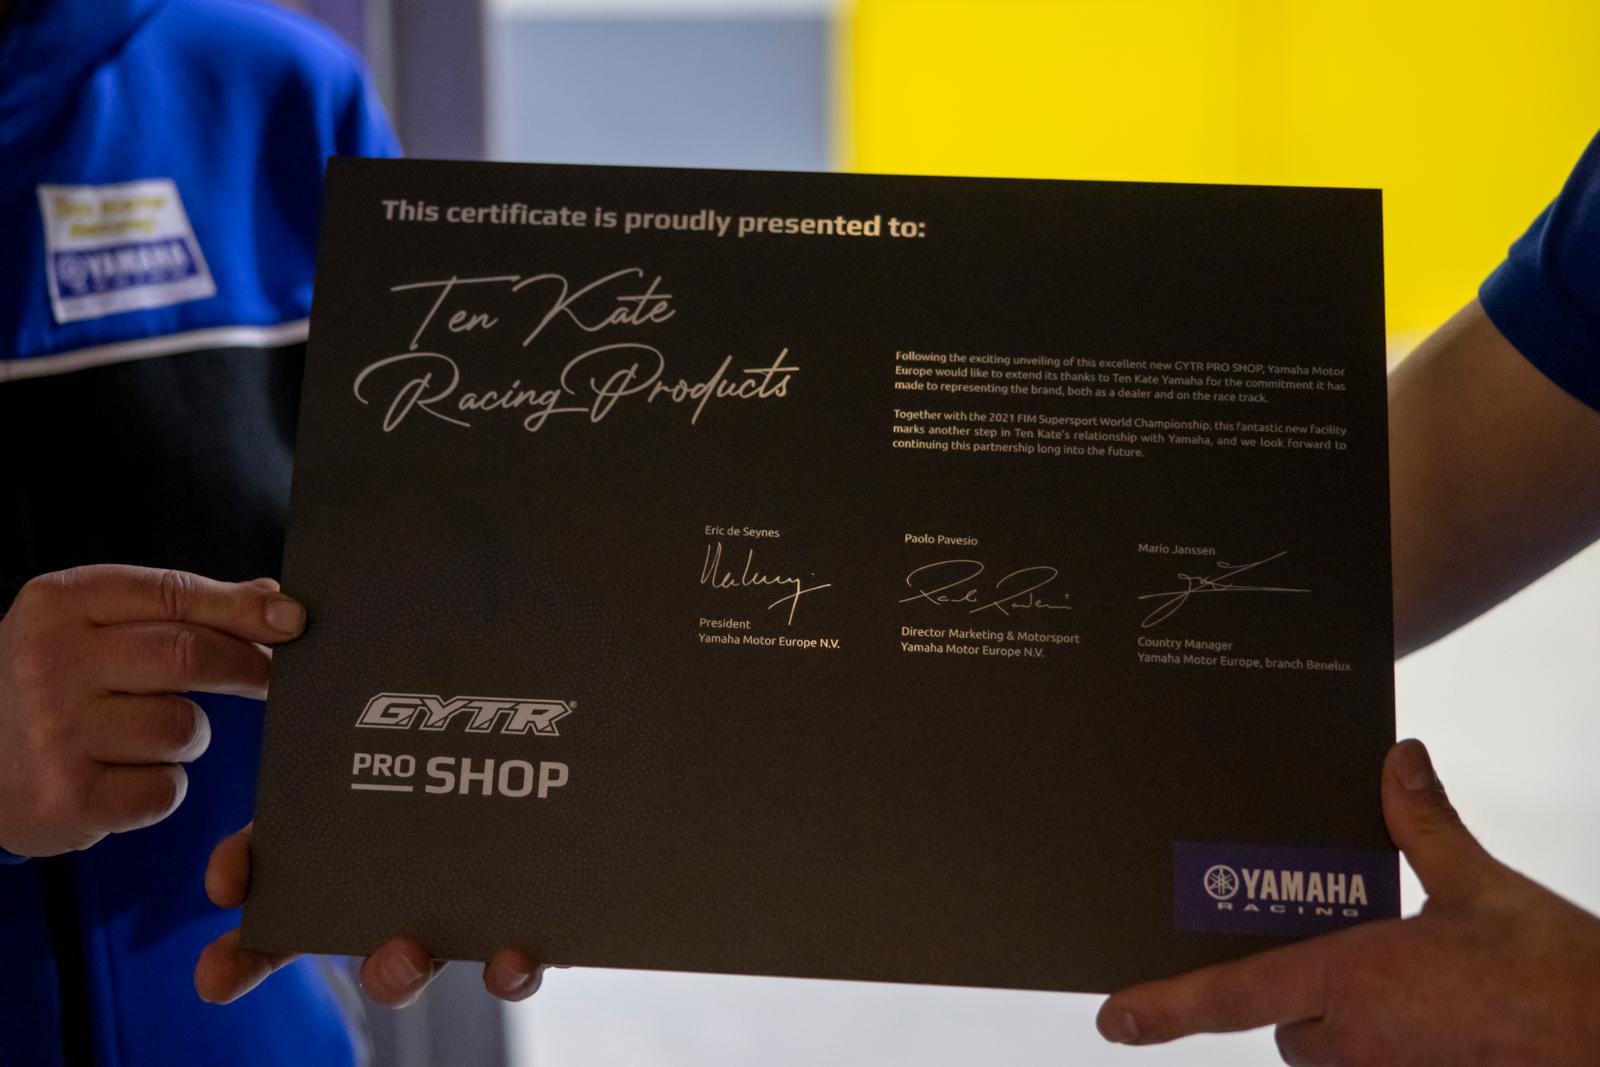 This certificate is proudly presented to:
Ten Kate
Racing Products
Following the exciting unveiling of this excellent new GYTR PRO SHOP, Yamaha Motor
Europe would like to extend its thanks to Ten Kate Yamaha for the commitment it has
made to representing the brand, both as a dealer and on the race track.
Together with the 2021 FIM Supersport World Championship, this fantastic new facility
marks another step in Ten Kate's relationship with Yamaha, and we look forward to
continuing this partnership long into the future.
Eric de Seynes
President
Yamaha Motor Europe N.V.
Paolo Pavesio
Director Marketing & Motorsport
Yamaha Motor Europe N.V.
Mario Janssen
Country Manager
Yamaha Motor Europe, branch Benelux
GYTR®
PRO SHOP
YAMAHA
RACING
YAMAHA